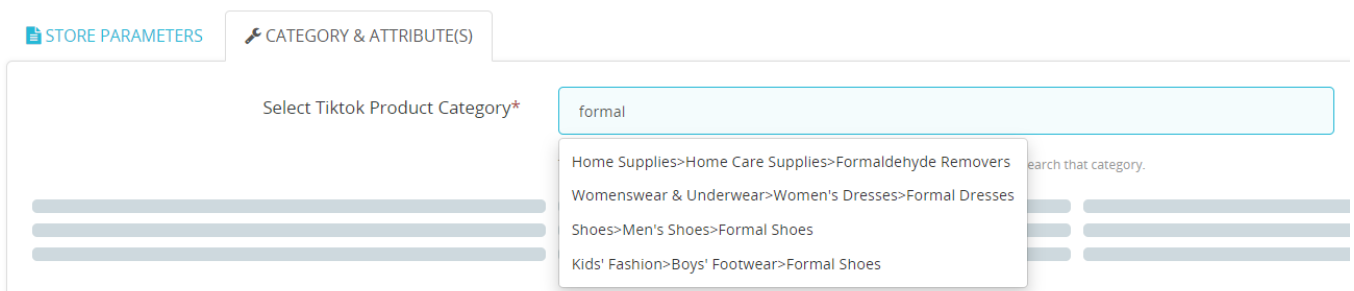 STORE PARAMETERS
CATEGORY & ATTRIBUTE(S)
Select Tiktok Product Category*
formal
Home Supplies>Home Care Supplies>Formaldehyde Removers
earch that category.
Womenswear & Underwear>Women's Dresses>Formal Dresses
Shoes>Men's Shoes>Formal Shoes
Kids' Fashion>Boys' Footwear>Formal Shoes